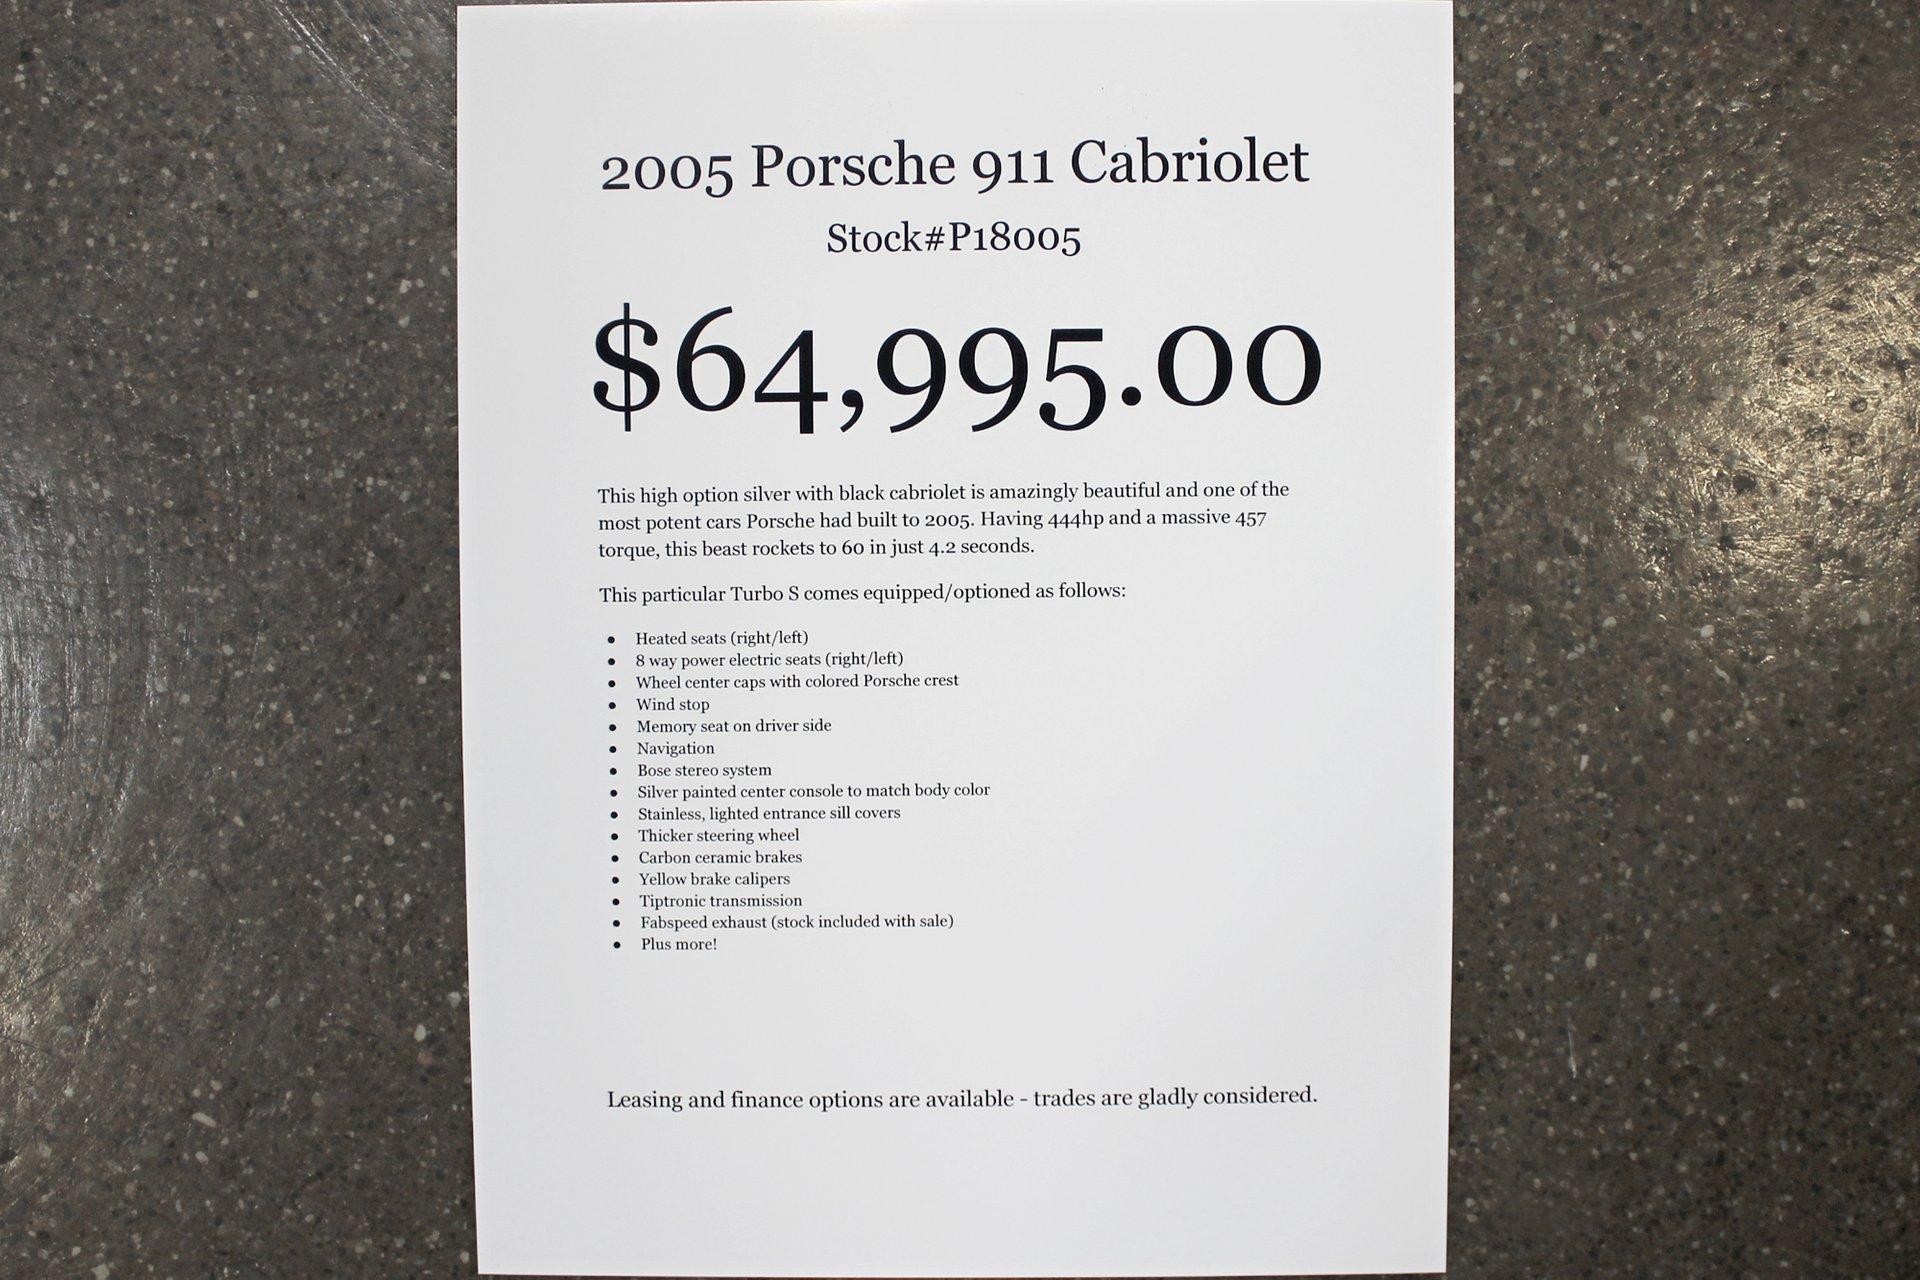 2005 Porsche 911 Cabriolet
Stock#P18005
$64,995.00
This high option silver with black cabriolet is amazingly beautiful and one of the
most potent cars Porsche had built to 2005. Having 444hp and a massive 457
torque, this beast rockets to 60 in just 4.2 seconds.
This particular Turbo S comes equipped/optioned as follows:
● Heated seats (right/left)
● 8 way power electric seats (right/left)
● Wheel center caps with colored Porsche crest
● Wind stop
● Memory seat on driver side
● Navigation
● Bose stereo system
● Silver painted center console to match body color
● Stainless, lighted entrance sill covers
● Thicker steering wheel
● Carbon ceramic brakes
● Yellow brake calipers
● Tiptronic transmission
● Fabspeed exhaust (stock included with sale)
● Plus more!
Leasing and finance options are available - trades are gladly considered.